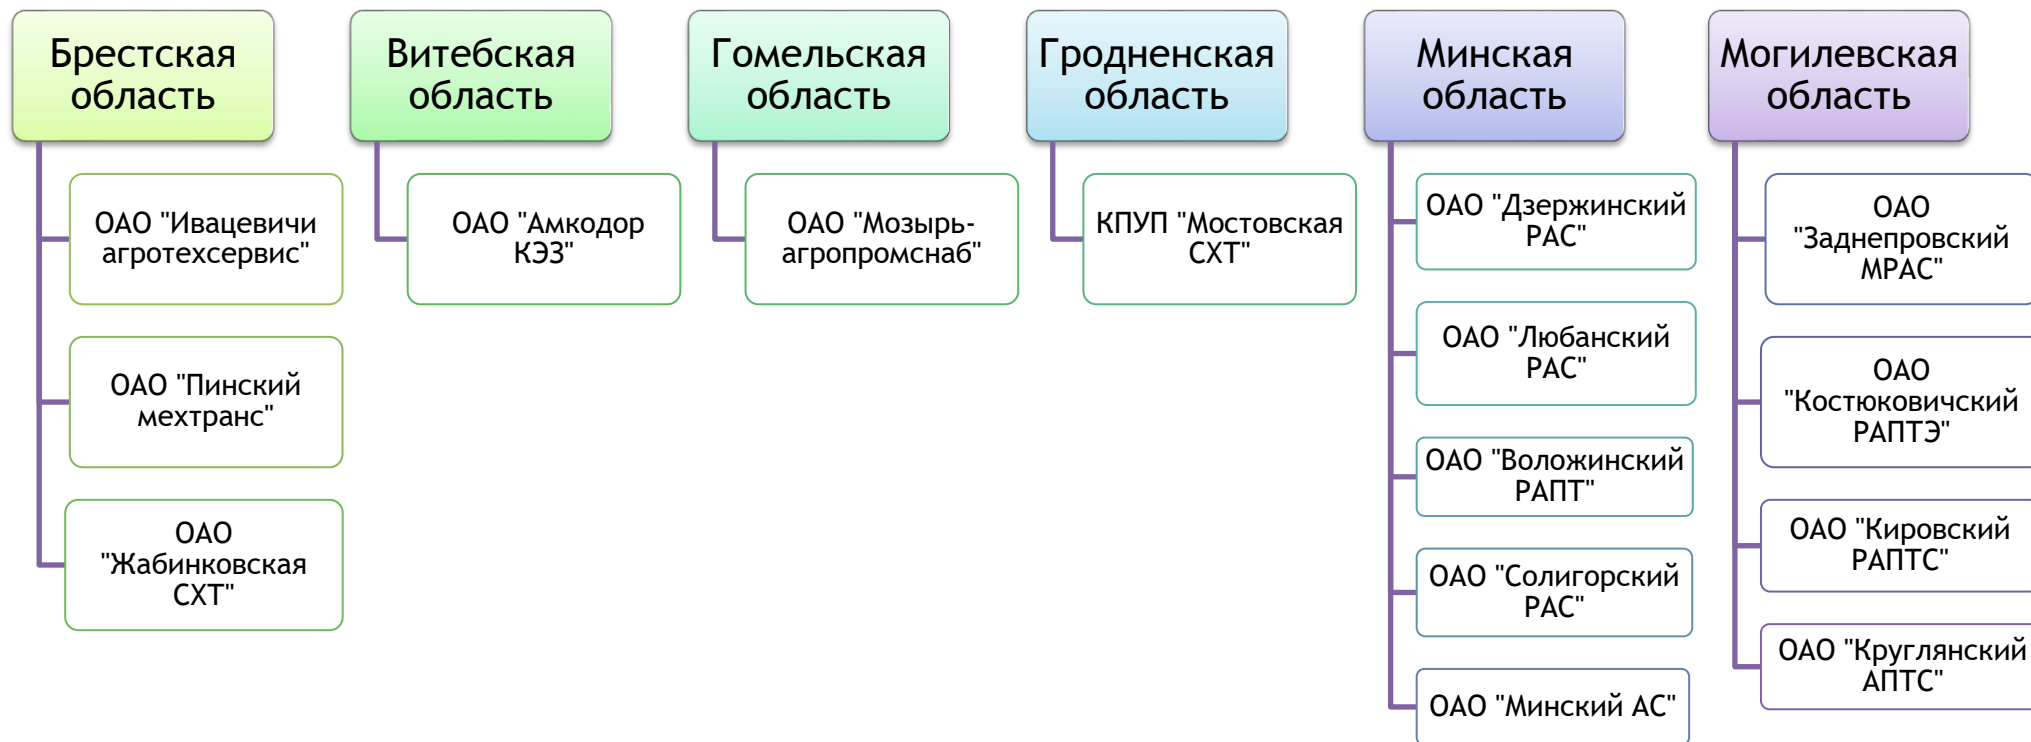 Брестская
область
ОАО "Ивацевичи
агротехсервис"
ОАО "Пинский
мехтранс"
ОАО
"Жабинковская
СХТ"
Витебская
область
ОАО "Амкодор
КЭЗ"
Гомельская
область
ОАО "Мозырь-
агропромснаб"
Гродненская
область
КПУП "Мостовская
СХТ"
Минская
область
ОАО "Дзержинский
РАС"
ОАО "Любанский
РАС"
ОАО "Воложинский
РАПТ"
ОАО "Солигорский
РАС"
ОАО "Минский АС"
Могилевская
область
ОАО
"Заднепровский
МРАС"
ОАО
"Костюковичский
РАПТЭ"
ОАО "Кировский
РАПТС"
ОАО "Круглянский
АПТС"